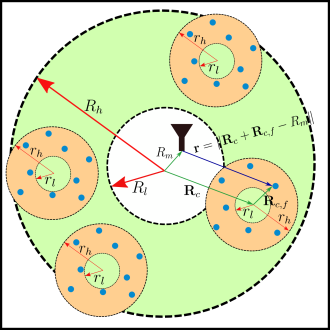 r_h
r_l
R_h
R_m
r = |R_c + R_{c,f} - R_m|
r_h
r_l
R_l
R_c
R_{c,f}
r_l
r_h
r_h
r_l